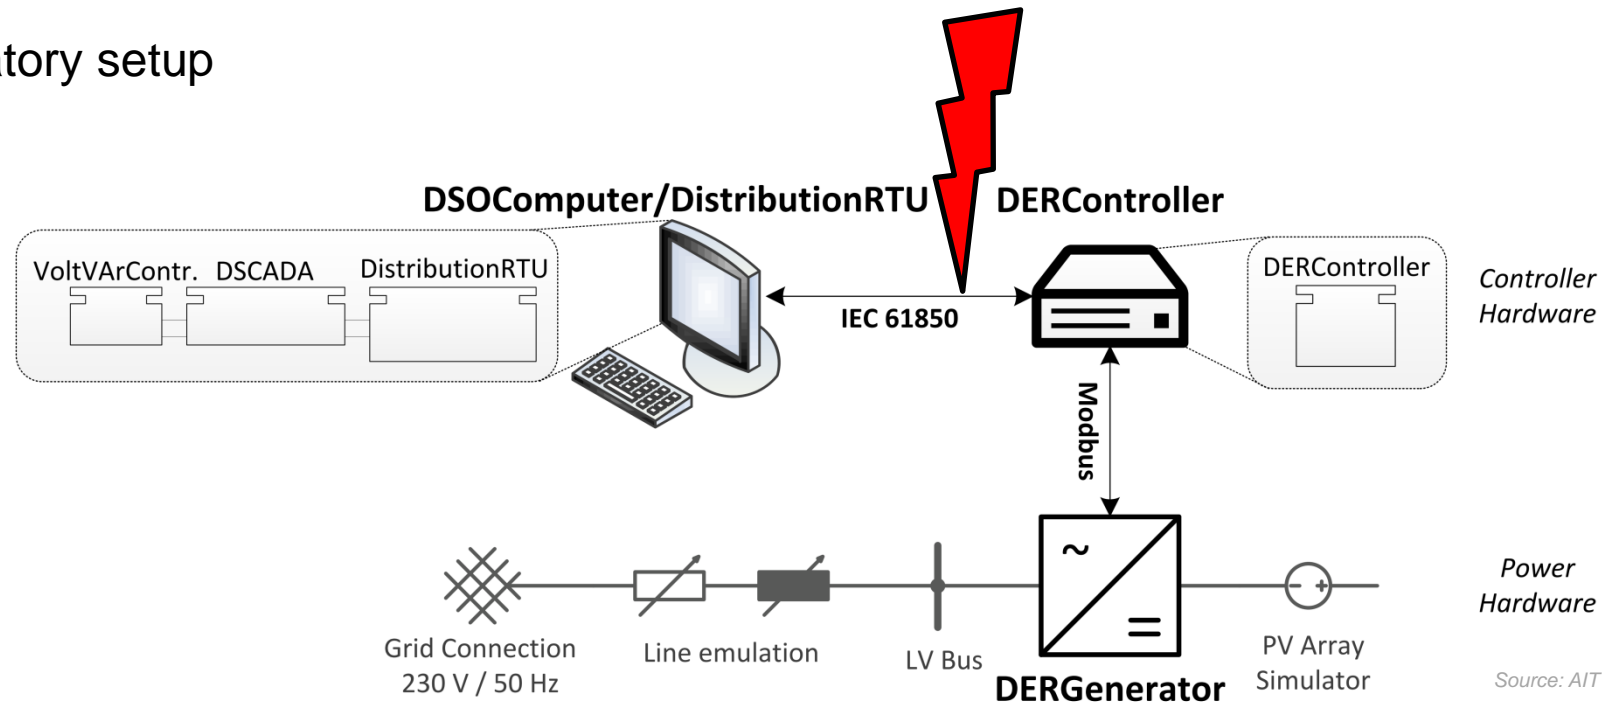 setup
DSOComputer/DistributionRTU
DERController
VoltVArContr.
DSCADA
DistributionRTU
DERController
Controller
Hardware
IEC 61850
Modbus
~
=
- +
Power
Hardware
Grid Connection
230 V / 50 Hz
Line emulation
LV Bus
DERGenerator
PV Array
Simulator
Source: AIT